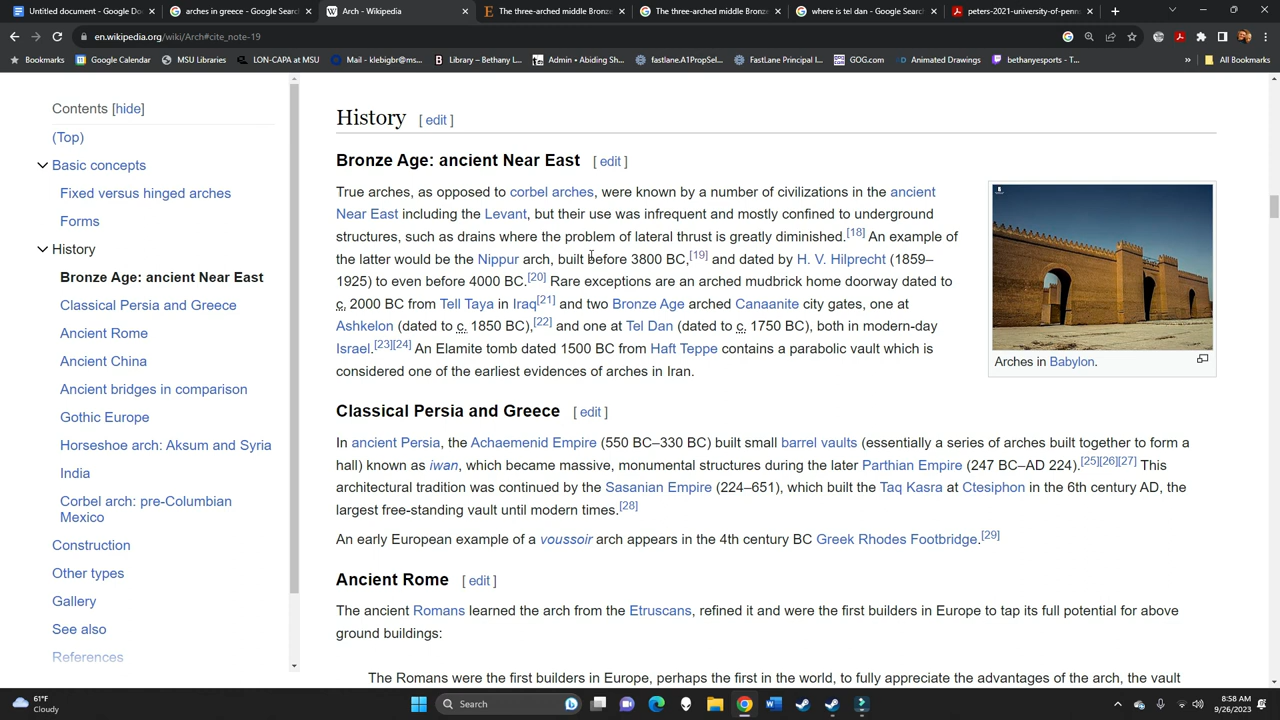 Untitled document - Google Do
arches in greece - Google Search
Arch - Wikipedia
The three-arched middle Bronze
The three-arched middle Bronze
where is tel dan - Google Search
peters-2021-university-of-penn
en.wikipedia.org/wiki/Arch#cite_note-19
Bookmarks
Google Calendar
MSU Libraries
LON-CAPA at MSU
Mail - klebigbr@ms...
Library – Bethany L...
Admin • Abiding Sh...
fastlane.A1PropSel...
FastLane Principal I...
GOG.com
Animated Drawings
bethanyesports - T...
»
All Bookmarks
Contents [hide]
(Top)
Basic concepts
Fixed versus hinged arches
Forms
History
Bronze Age: ancient Near East
Classical Persia and Greece
Ancient Rome
Ancient China
Ancient bridges in comparison
Gothic Europe
Horseshoe arch: Aksum and Syria
India
Corbel arch: pre-Columbian
Mexico
Construction
Other types
Gallery
See also
References
History [ edit ]
Bronze Age: ancient Near East [ edit ]
True arches, as opposed to corbel arches, were known by a number of civilizations in the ancient
Near East including the Levant, but their use was infrequent and mostly confined to underground
structures, such as drains where the problem of lateral thrust is greatly diminished.[18] An example of
the latter would be the Nippur arch, built before 3800 BC,[19] and dated by H. V. Hilprecht (1859–
1925) to even before 4000 BC.[20] Rare exceptions are an arched mudbrick home doorway dated to
c. 2000 BC from Tell Taya in Iraq[21] and two Bronze Age arched Canaanite city gates, one at
Ashkelon (dated to c. 1850 BC),[22] and one at Tel Dan (dated to c. 1750 BC), both in modern-day
Israel.[23][24] An Elamite tomb dated 1500 BC from Haft Teppe contains a parabolic vault which is
considered one of the earliest evidences of arches in Iran.
Arches in Babylon.
Classical Persia and Greece [ edit ]
In ancient Persia, the Achaemenid Empire (550 BC–330 BC) built small barrel vaults (essentially a series of arches built together to form a
hall) known as iwan, which became massive, monumental structures during the later Parthian Empire (247 BC–AD 224).[25][26][27] This
architectural tradition was continued by the Sasanian Empire (224–651), which built the Taq Kasra at Ctesiphon in the 6th century AD, the
largest free-standing vault until modern times.[28]
An early European example of a voussoir arch appears in the 4th century BC Greek Rhodes Footbridge.[29]
Ancient Rome [ edit ]
The ancient Romans learned the arch from the Etruscans, refined it and were the first builders in Europe to tap its full potential for above
ground buildings:
The Romans were the first builders in Europe, perhaps the first in the world, to fully appreciate the advantages of the arch, the vault
61°F
Cloudy
Search
8:58 AM
9/26/2023